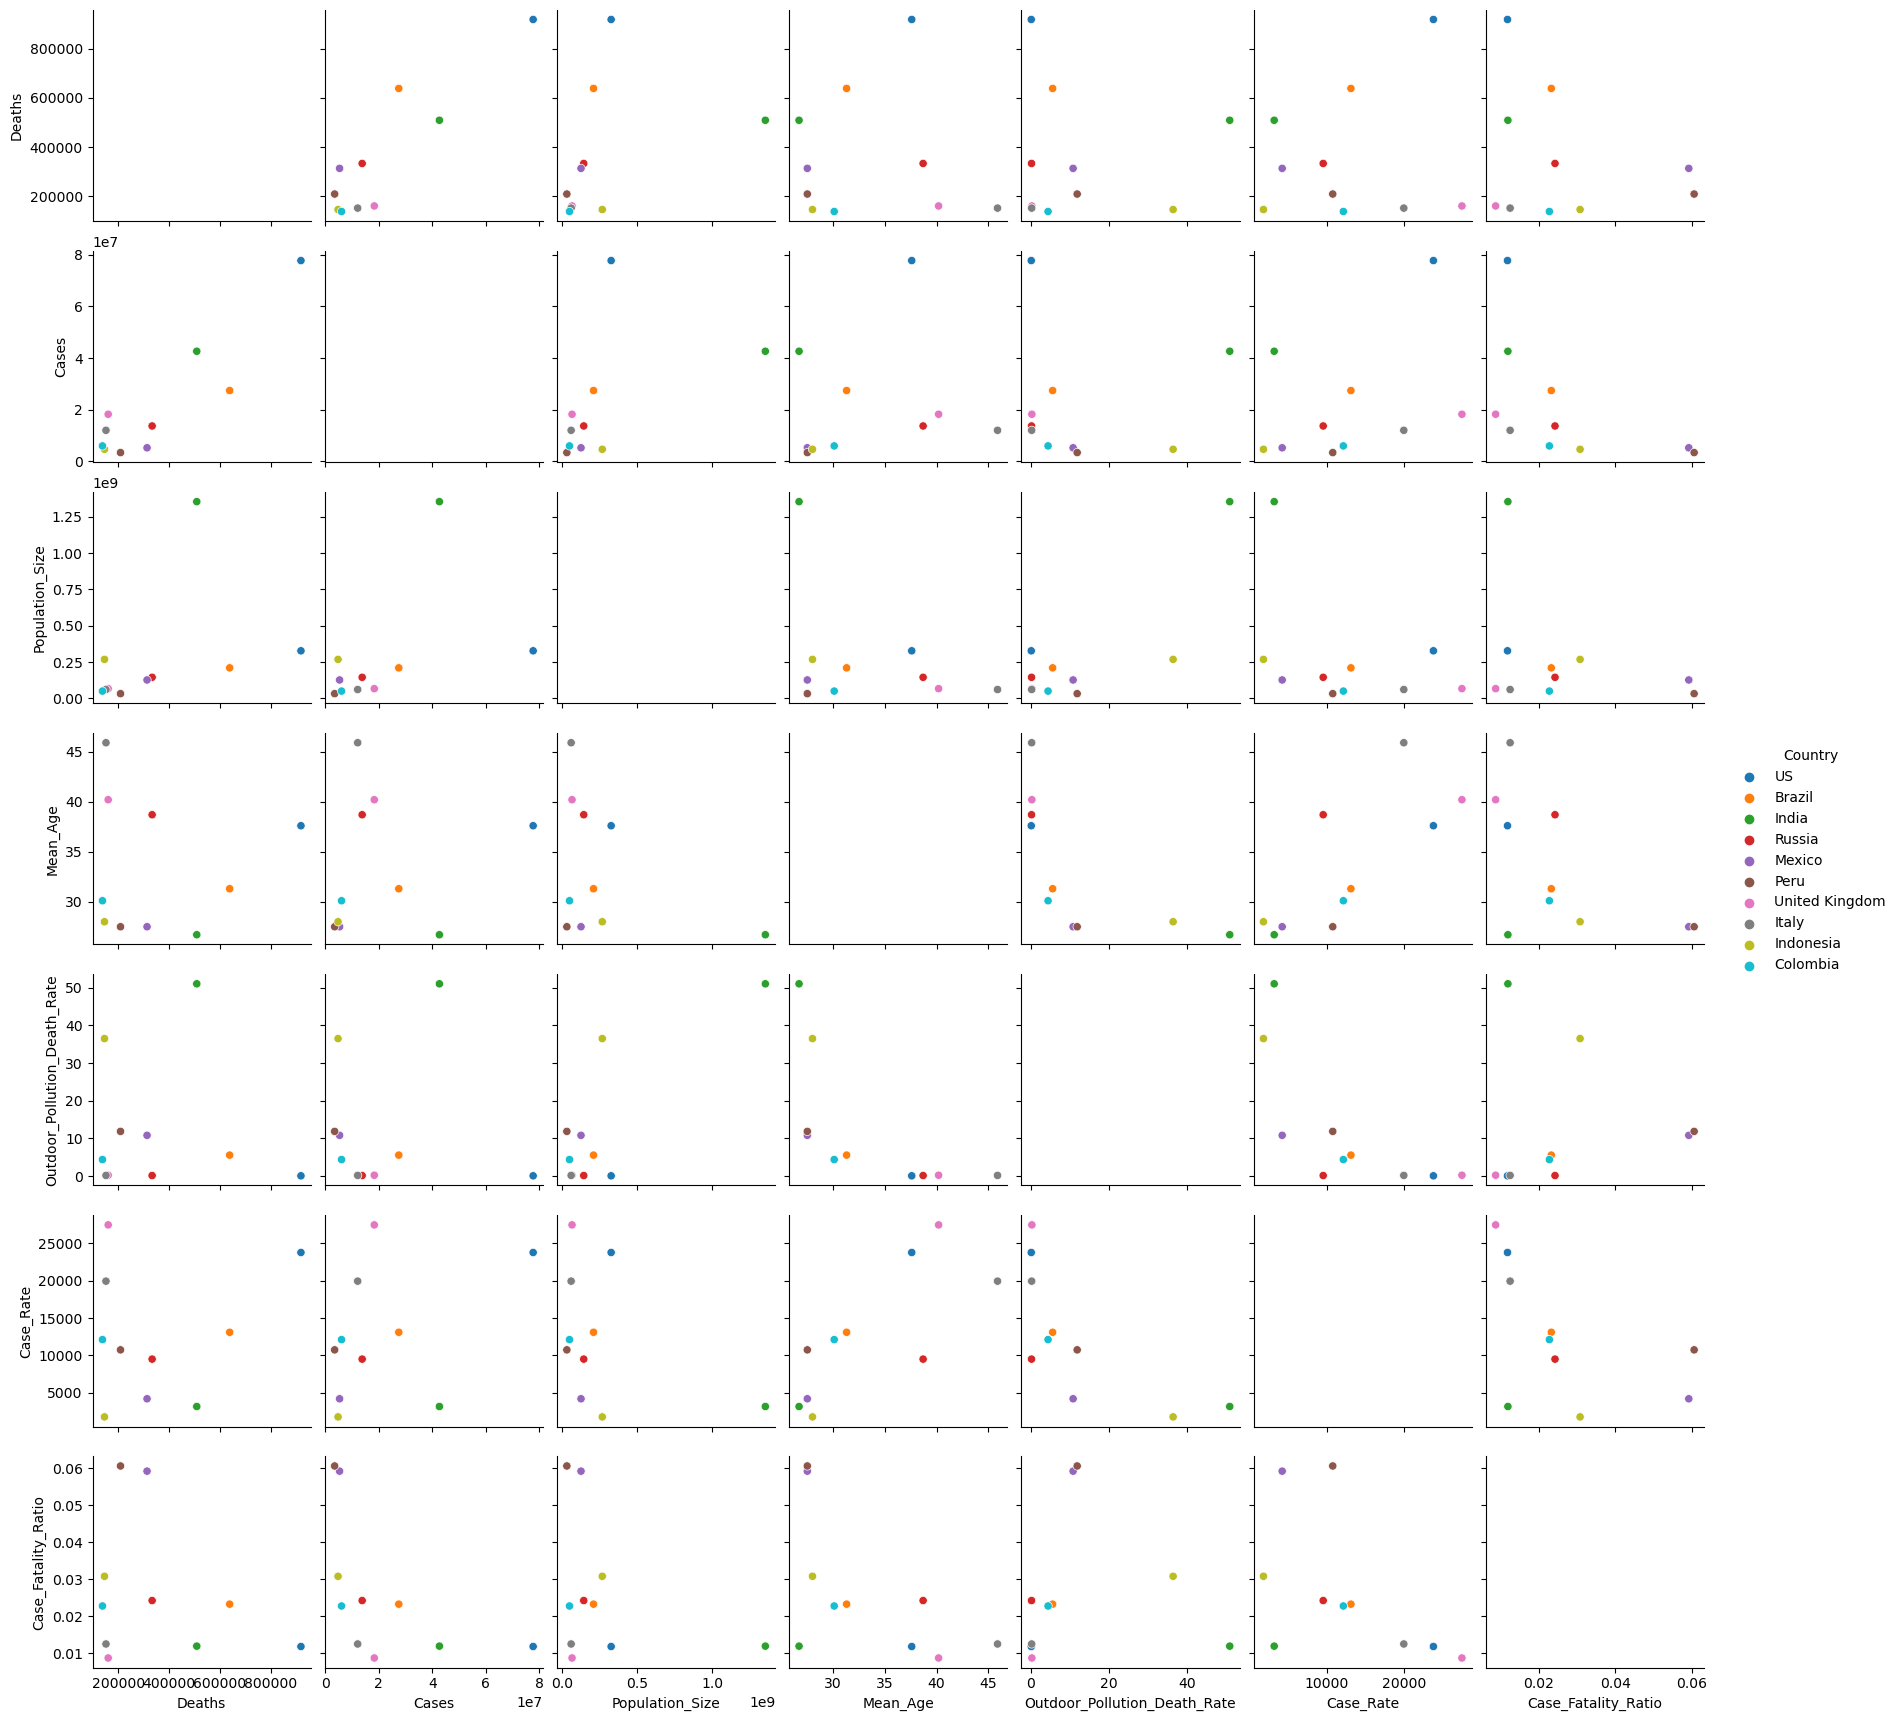 Deaths
800000
600000
400000
200000
1e7
Cases
8
6
4
2
0
1e9
Population_Size
1.25
1.00
0.75
0.50
0.25
0.00
Mean_Age
45
40
35
30
Outdoor_Pollution_Death_Rate
50
40
30
20
10
0
Case_Rate
25000
20000
15000
10000
5000
Case_Fatality_Ratio
0.06
0.05
0.04
0.03
0.02
0.01
200000 400000 600000 800000
Deaths
0 2 4 6 8
1e7
Cases
0.0 0.5 1.0
1e9
Population_Size
30 35 40 45
Mean_Age
0 20 40
Outdoor_Pollution_Death_Rate
10000 20000
Case_Rate
0.02 0.04 0.06
Case_Fatality_Ratio
Country
US
Brazil
India
Russia
Mexico
Peru
United Kingdom
Italy
Indonesia
Colombia